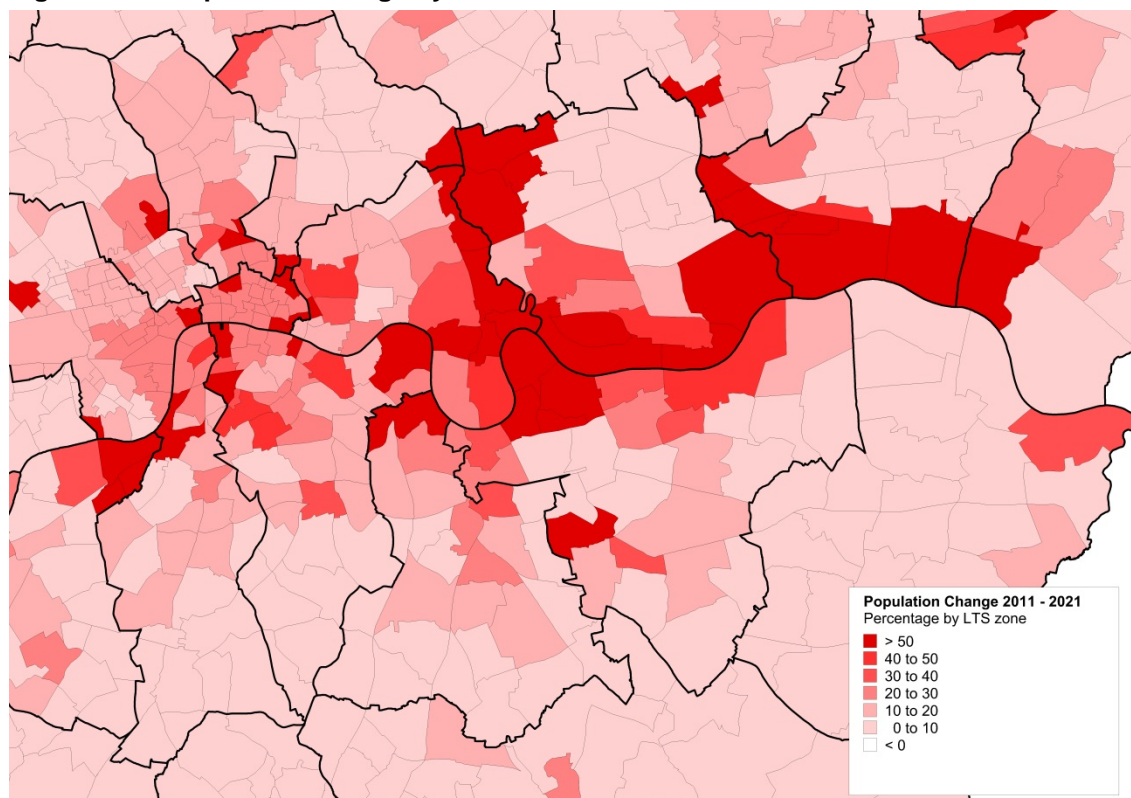 Population Change 2011 - 2021
Percentage by LTS zone
> 50
40 to 50
30 to 40
20 to 30
10 to 20
0 to 10
< 0